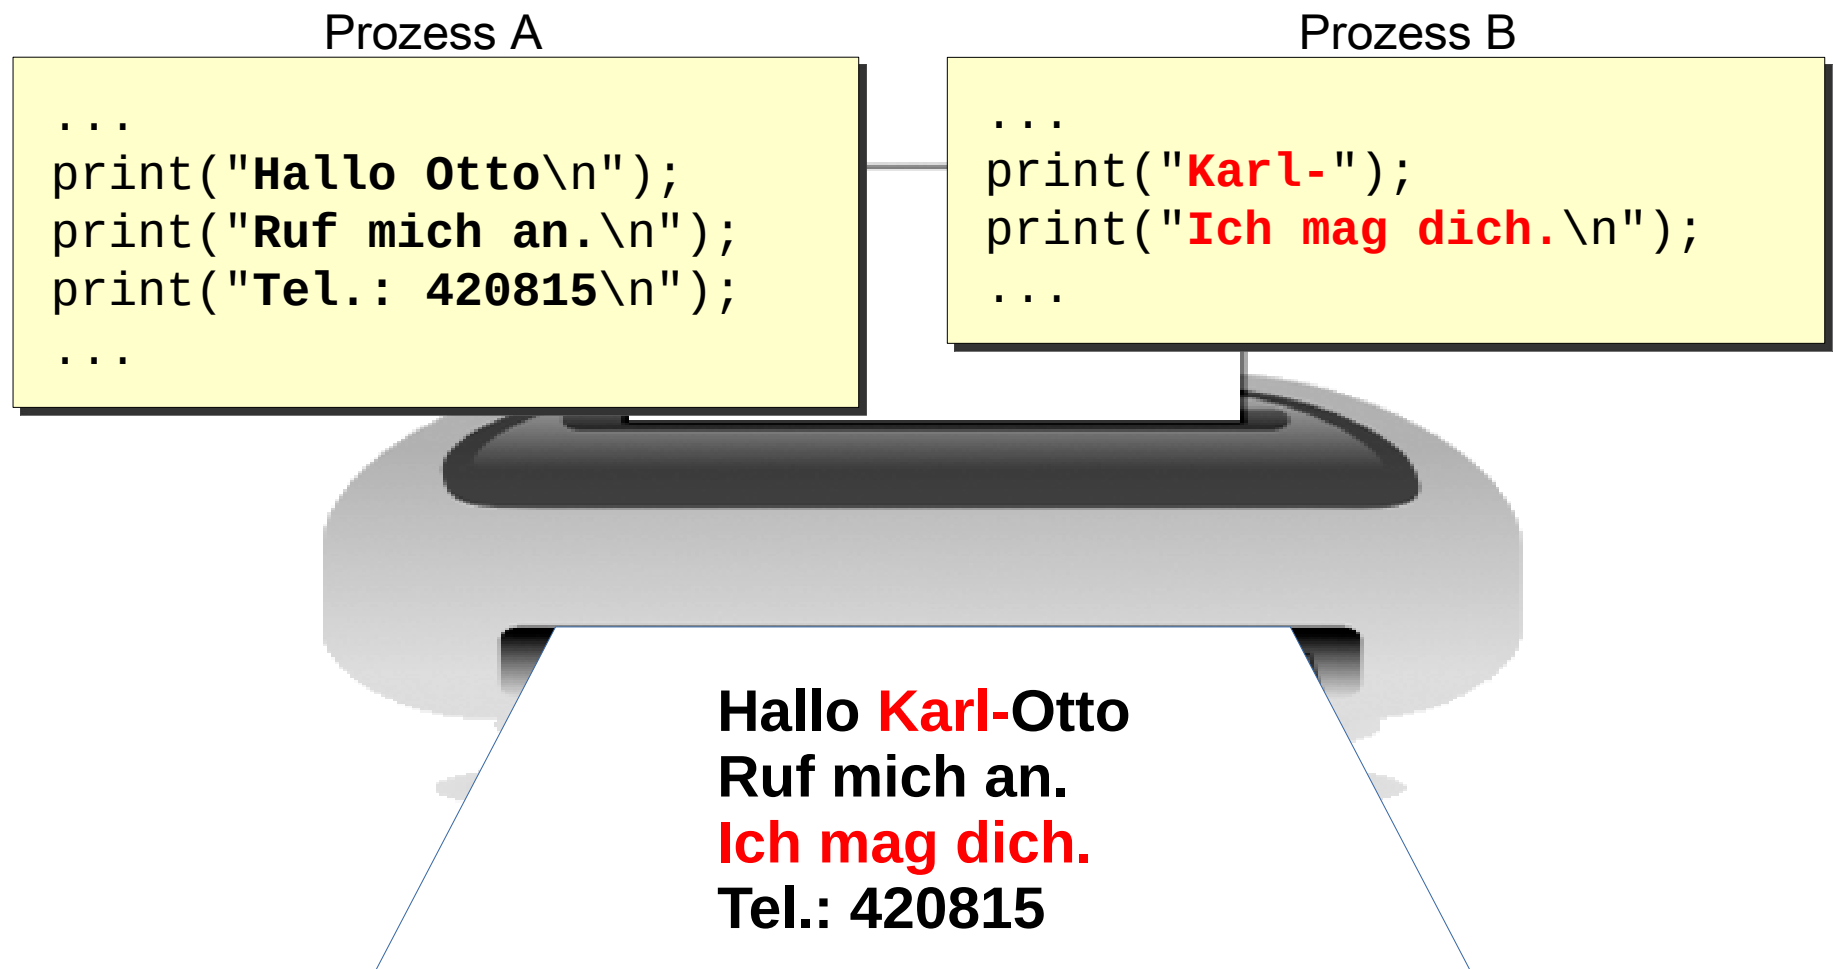 Prozess A
...
print("Hallo Otto\n");
print("Ruf mich an.\n");
print("Tel.: 420815\n");
...
Prozess B
...
print("Karl-");
print("Ich mag dich.\n");
...
Hallo Karl-Otto
Ruf mich an.
Ich mag dich.
Tel.: 420815